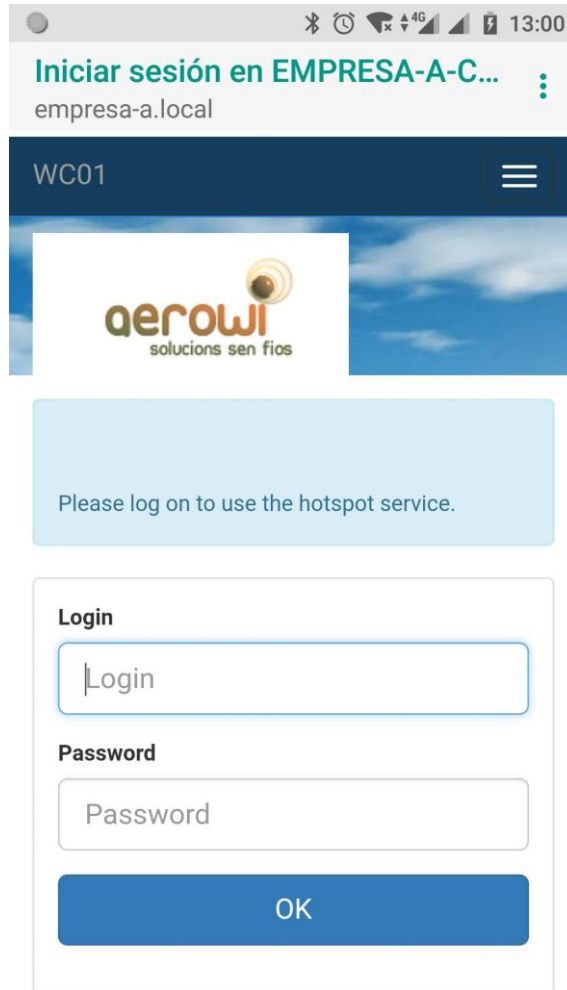 4G 13:00
Iniciar sesión en EMPRESA-A-C...
empresa-a.local
WC01
aerowi
solucions sen fios
Please log on to use the hotspot service.
Login
Login
Password
Password
OK